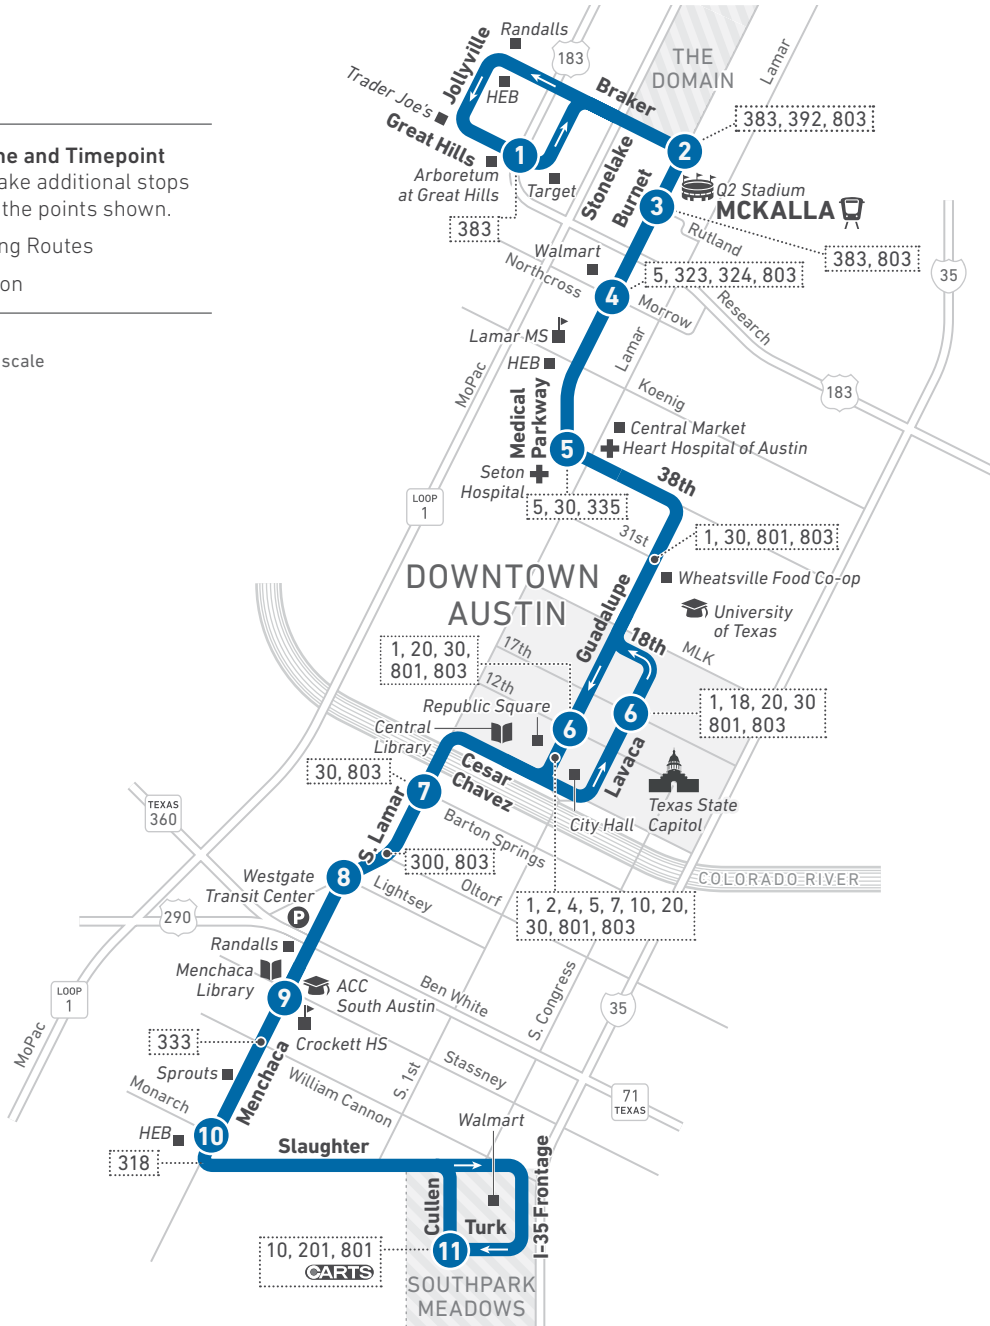 Randalls
Jollyville
183
THE
DOMAIN
Lamar
Trader Joe's
HEB
Braker
Great Hills
383, 392, 803
ne and Timepoint
ake additional stops
the points shown.
ng Routes
on
scale
1
2
Arboretum
at Great Hills
Target
Stonelake
Burnet
Q2 Stadium
MCKALLA
3
383
Rutland
383, 803
Walmart
Northcross
5, 323, 324, 803
35
4
Morrow
Research
Lamar MS
HEB
Lamar
MoPac
Koenig
183
Medical
Parkway
Central Market
Heart Hospital of Austin
5
Seton
Hospital
38th
LOOP
1
5, 30, 335
31st
1, 30, 801, 803
DOWNTOWN
AUSTIN
Wheatsville Food Co-op
Guadalupe
University
of Texas
17th
18th
MLK
1, 20, 30,
801, 803
12th
Republic Square
6
6
1, 18, 20, 30
801, 803
Central
Library
Cesar
Chavez
Lavaca
30, 803
7
Texas State
Capitol
City Hall
TEXAS
360
S. Lamar
Barton Springs
300, 803
8
Westgate
Transit Center
P
Lightsey
Oltorf
COLORADO RIVER
1, 2, 4, 5, 7, 10, 20,
30, 801, 803
290
Randalls
Menchaca
Library
9
ACC
South Austin
Ben White
S. Congress
35
LOOP
1
MoPac
333
Crockett HS
Sprouts
Menchaca
William Cannon
S. 1st
Stassney
71
TEXAS
Monarch
HEB
10
318
Slaughter
Walmart
I-35 Frontage
Cullen
Turk
11
10, 201, 801
CARTS
SOUTHPARK
MEADOWS